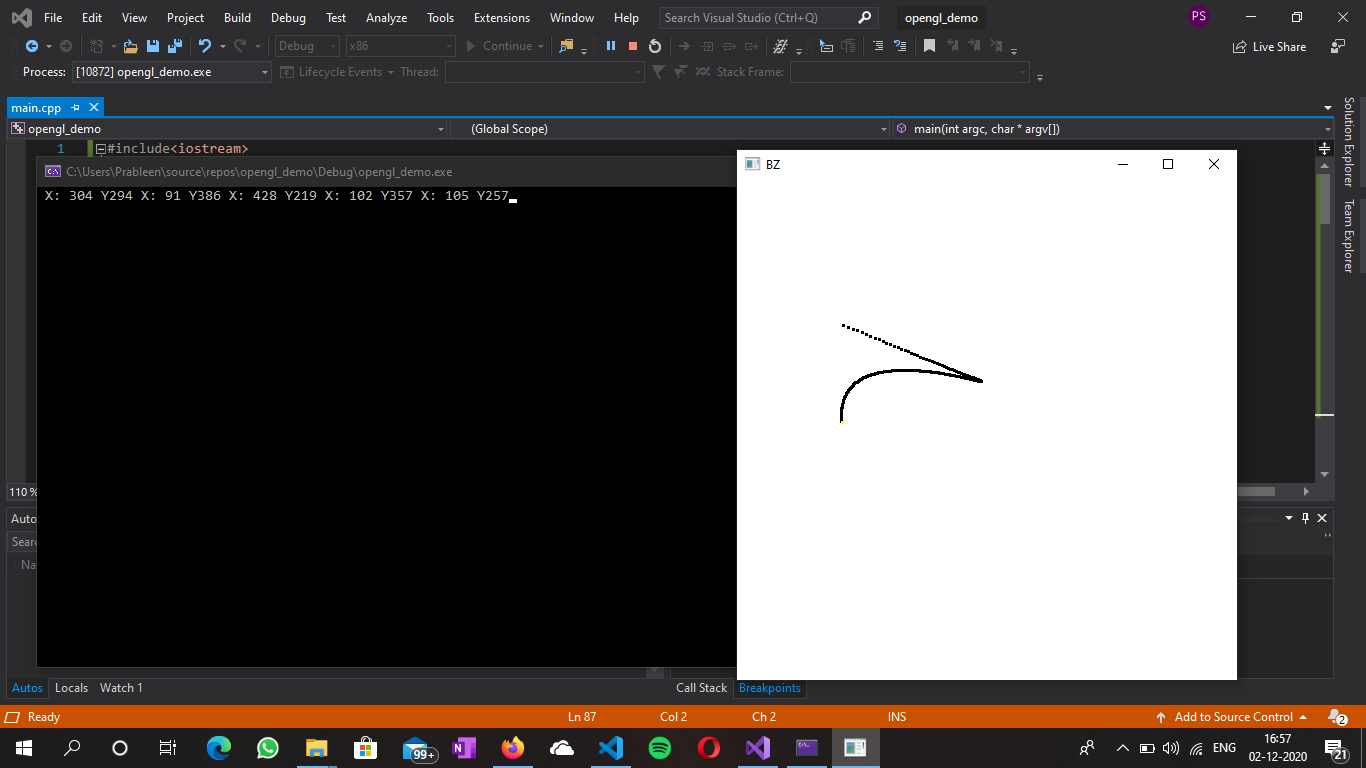 File Edit View Project Build Debug Test Analyze Tools Extensions Window Help Search Visual Studio (Ctrl+Q) opengl_demo PS
Debug x86 Continue Live Share
Process: [10872] opengl_demo.exe Lifecycle Events Thread: Stack Frame:
main.cpp
opengl_demo (Global Scope) main(int argc, char * argv[])
1 #include<iostream>
C:\Users\Prableen\source\repos\opengl_demo\Debug\opengl_demo.exe
BZ
X: 304 Y294 X: 91 Y386 X: 428 Y219 X: 102 Y357 X: 105 Y257
Solution Explorer
Team Explorer
110 %
Auto
Sear
Na
Autos Locals Watch 1 Call Stack Breakpoints
Ready Ln 87 Col 2 Ch 2 INS Add to Source Control 2
99+ ENG 16:57
02-12-2020 21